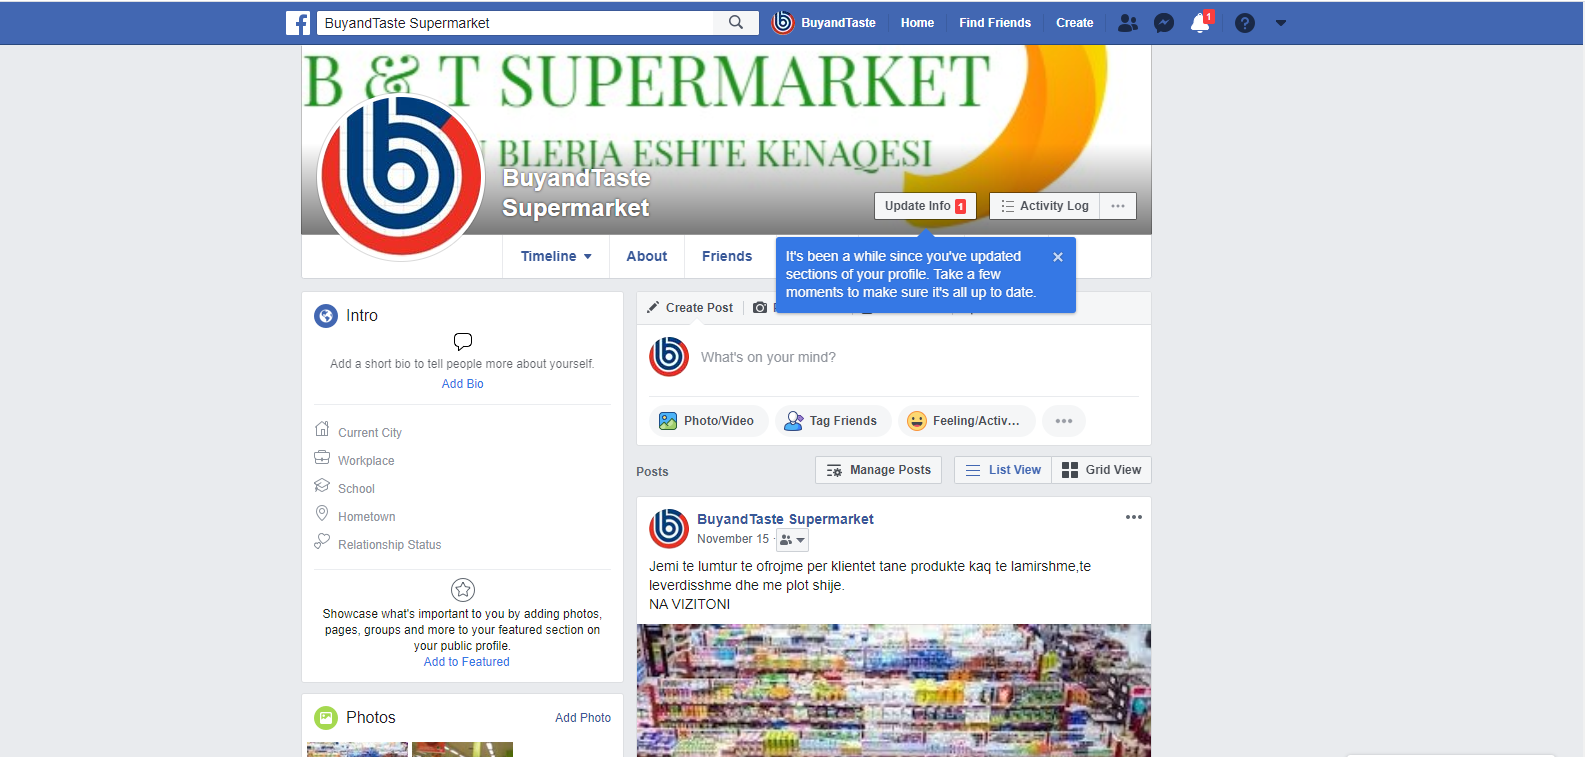 BuyandTaste Supermarket
BuyandTaste
Home
Find Friends
Create
1
B & T SUPERMARKET
BLERJA ESHTE KENAQESI
BuyandTaste
Supermarket
Update Info 1
Activity Log
Timeline
About
Friends
It's been a while since you've updated
sections of your profile. Take a few
moments to make sure it's all up to date.
Intro
Add a short bio to tell people more about yourself.
Add Bio
Current City
Workplace
School
Hometown
Relationship Status
Showcase what's important to you by adding photos,
pages, groups and more to your featured section on
your public profile.
Add to Featured
Photos
Add Photo
Create Post
What's on your mind?
Photo/Video
Tag Friends
Feeling/Activ...
Posts
Manage Posts
List View
Grid View
BuyandTaste Supermarket
November 15 ·
Jemi te lumtur te ofrojme per klientet tane produkte kaq te lamirshme,te
leverdisshme dhe me plot shije.
NA VIZITONI